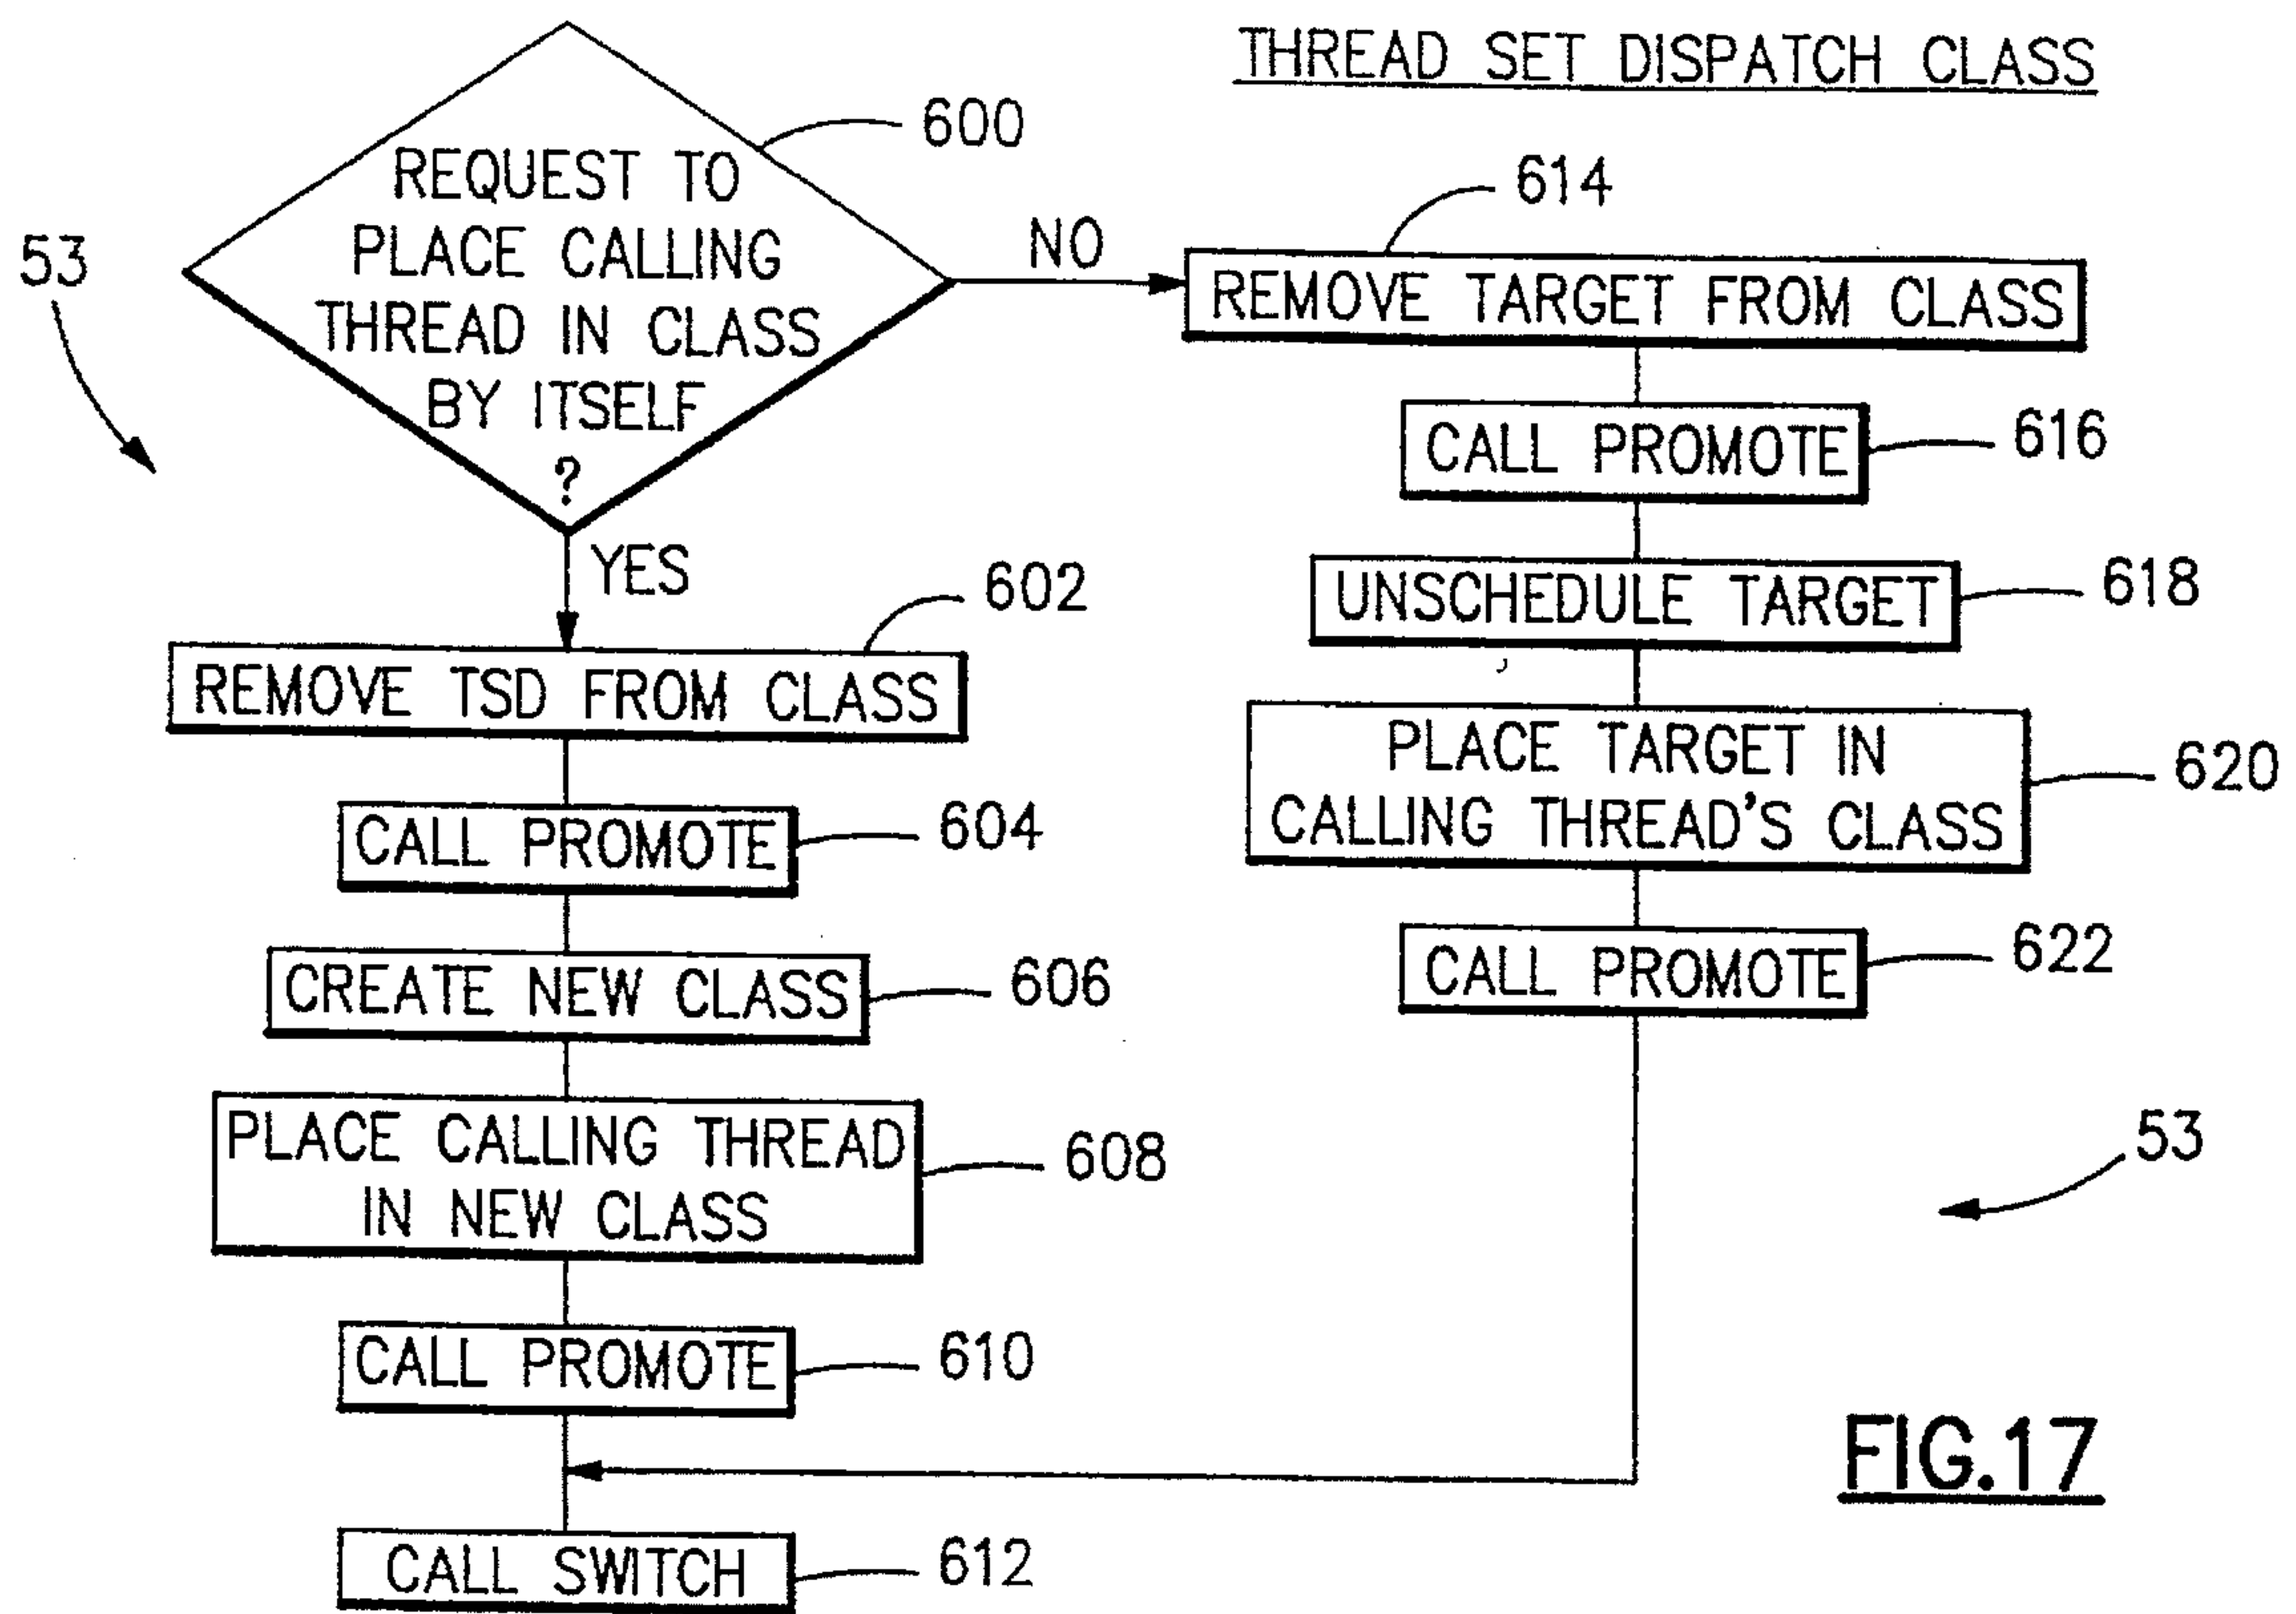 THREAD SET DISPATCH CLASS
600
REQUEST TO
PLACE CALLING
THREAD IN CLASS
BY ITSELF
?
53
NO
YES
602
REMOVE TSD FROM CLASS
CALL PROMOTE
604
CREATE NEW CLASS
606
PLACE CALLING THREAD
IN NEW CLASS
608
CALL PROMOTE
610
CALL SWITCH
612
614
REMOVE TARGET FROM CLASS
CALL PROMOTE
616
UNSCHEDULE TARGET
618
PLACE TARGET IN
CALLING THREAD'S CLASS
620
CALL PROMOTE
622
53
FIG.17